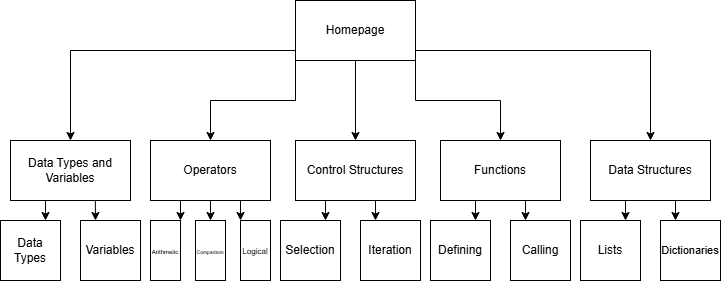 Homepage
Data Types and
Variables
Operators
Control Structures
Functions
Data Structures
Data
Types
Variables
Arithmetic
Comparison
Logical
Selection
Iteration
Defining
Calling
Lists
Dictionaries